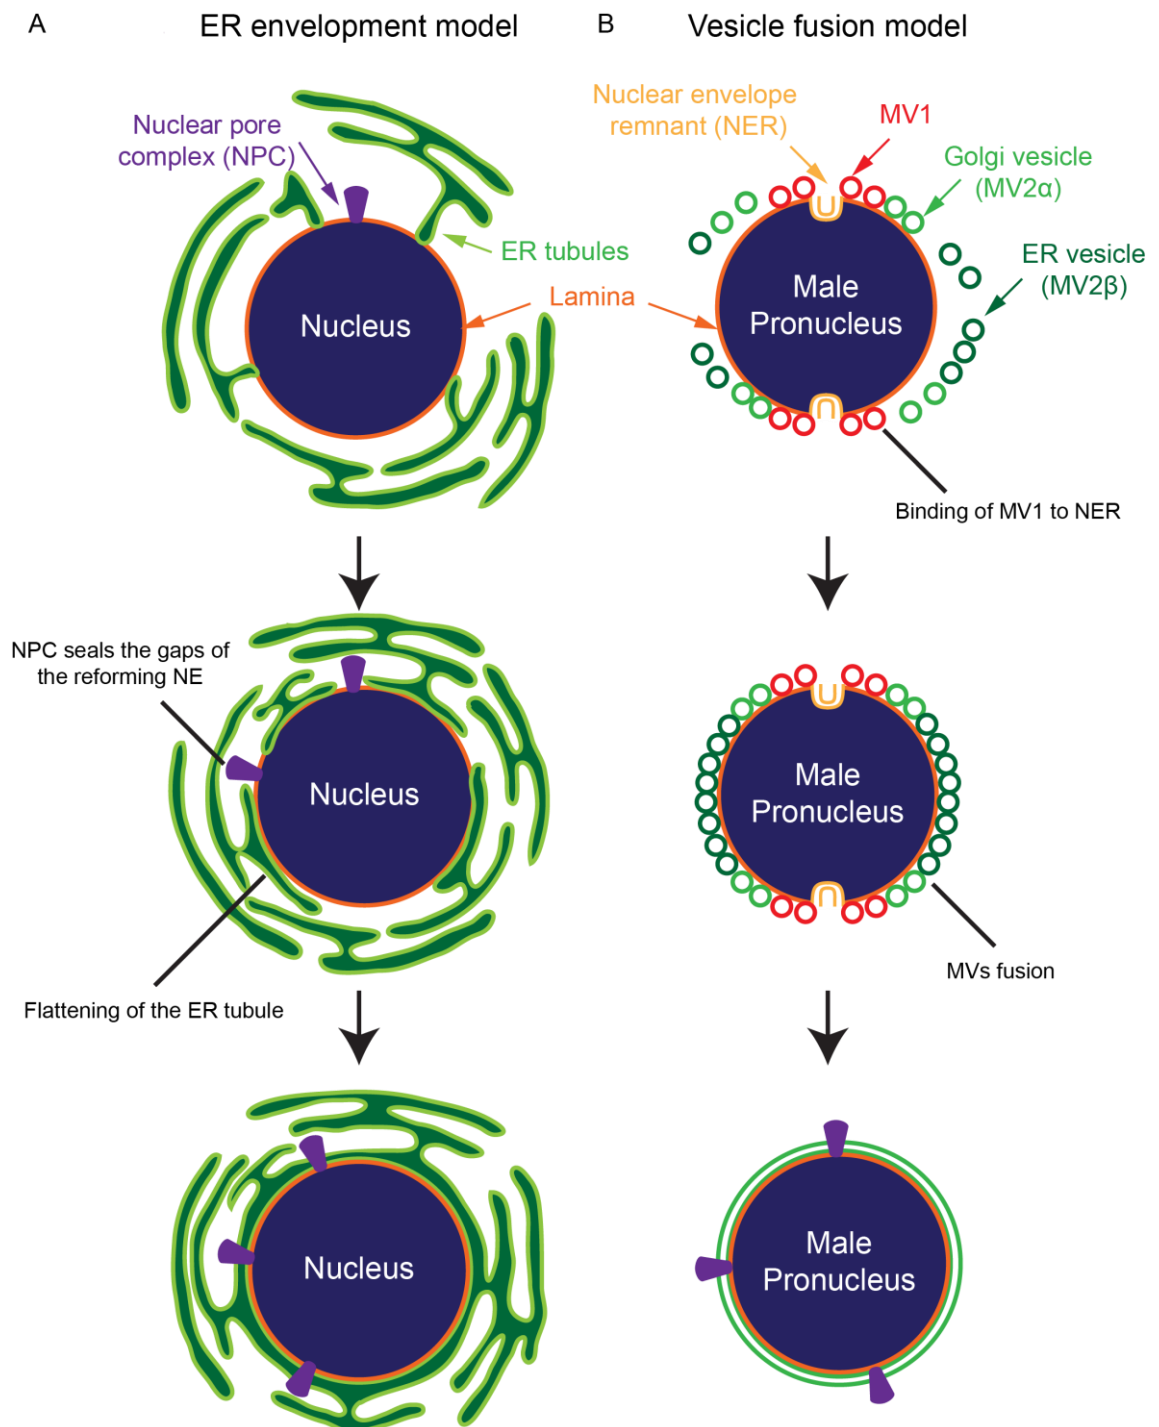 A
ER envelopment model
B
Vesicle fusion model
Nuclear pore
complex (NPC)
ER tubules
Lamina
Nucleus
Nuclear envelope
remnant (NER)
MV1
Golgi vesicle
(MV2α)
ER vesicle
(MV2β)
Male
Pronucleus
Binding of MV1 to NER
NPC seals the gaps of
the reforming NE
Nucleus
Flattening of the ER tubule
Male
Pronucleus
MVs fusion
Nucleus
Male
Pronucleus